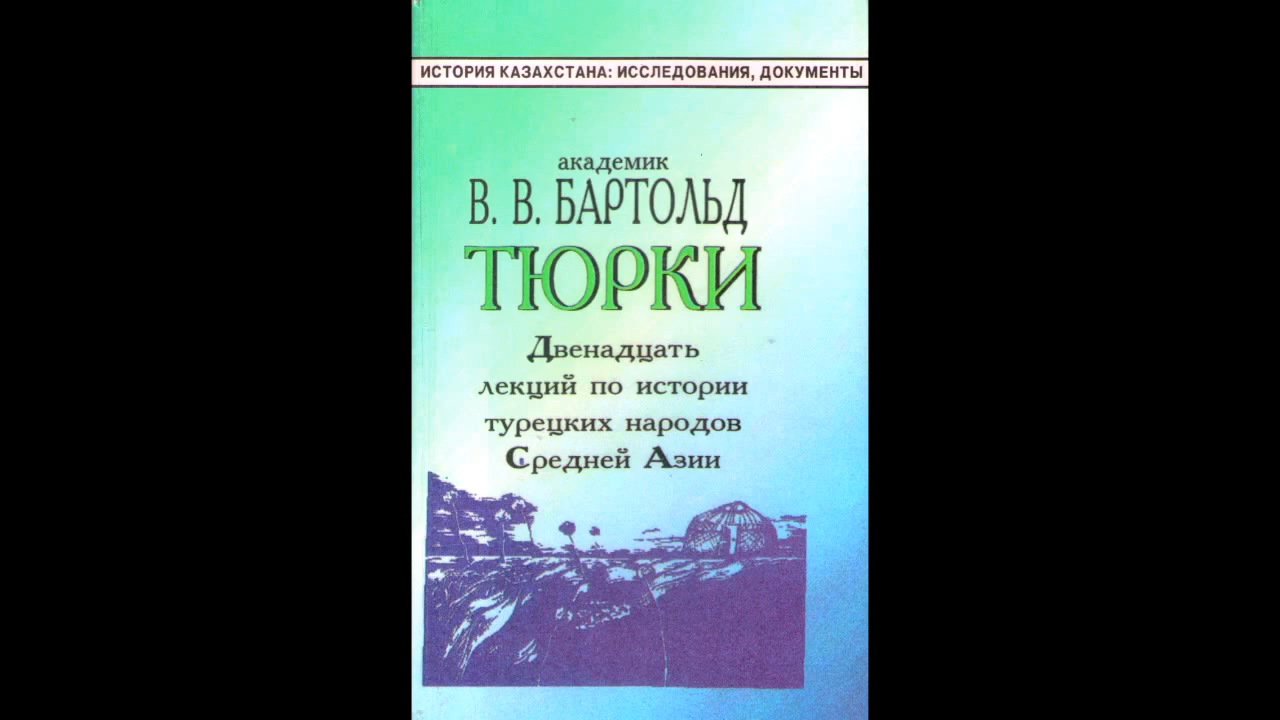 ИСТОРИЯ КАЗАХСТАНА: ИССЛЕДОВАНИЯ, ДОКУМЕНТЫ
академик
В. В. БАРТОЛЬД
ТЮРКИ
Двенадцать
лекций по истории
турецких народов
Средней Азии